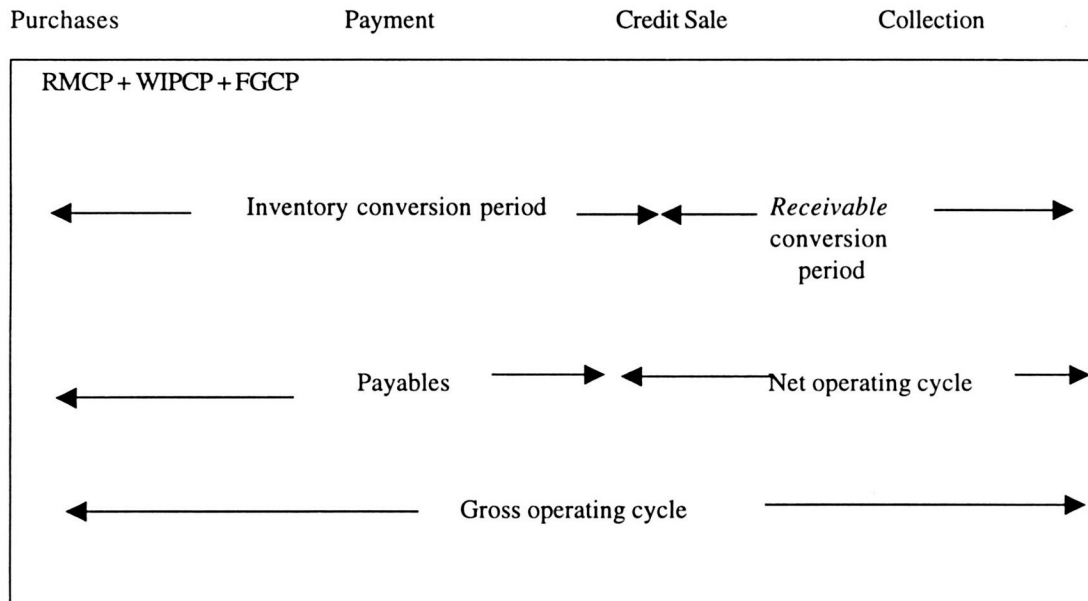 Purchases Payment Credit Sale Collection
RMCP + WIPCP + FGCP
Inventory conversion period
Receivable
conversion
period
Payables
Net operating cycle
Gross operating cycle